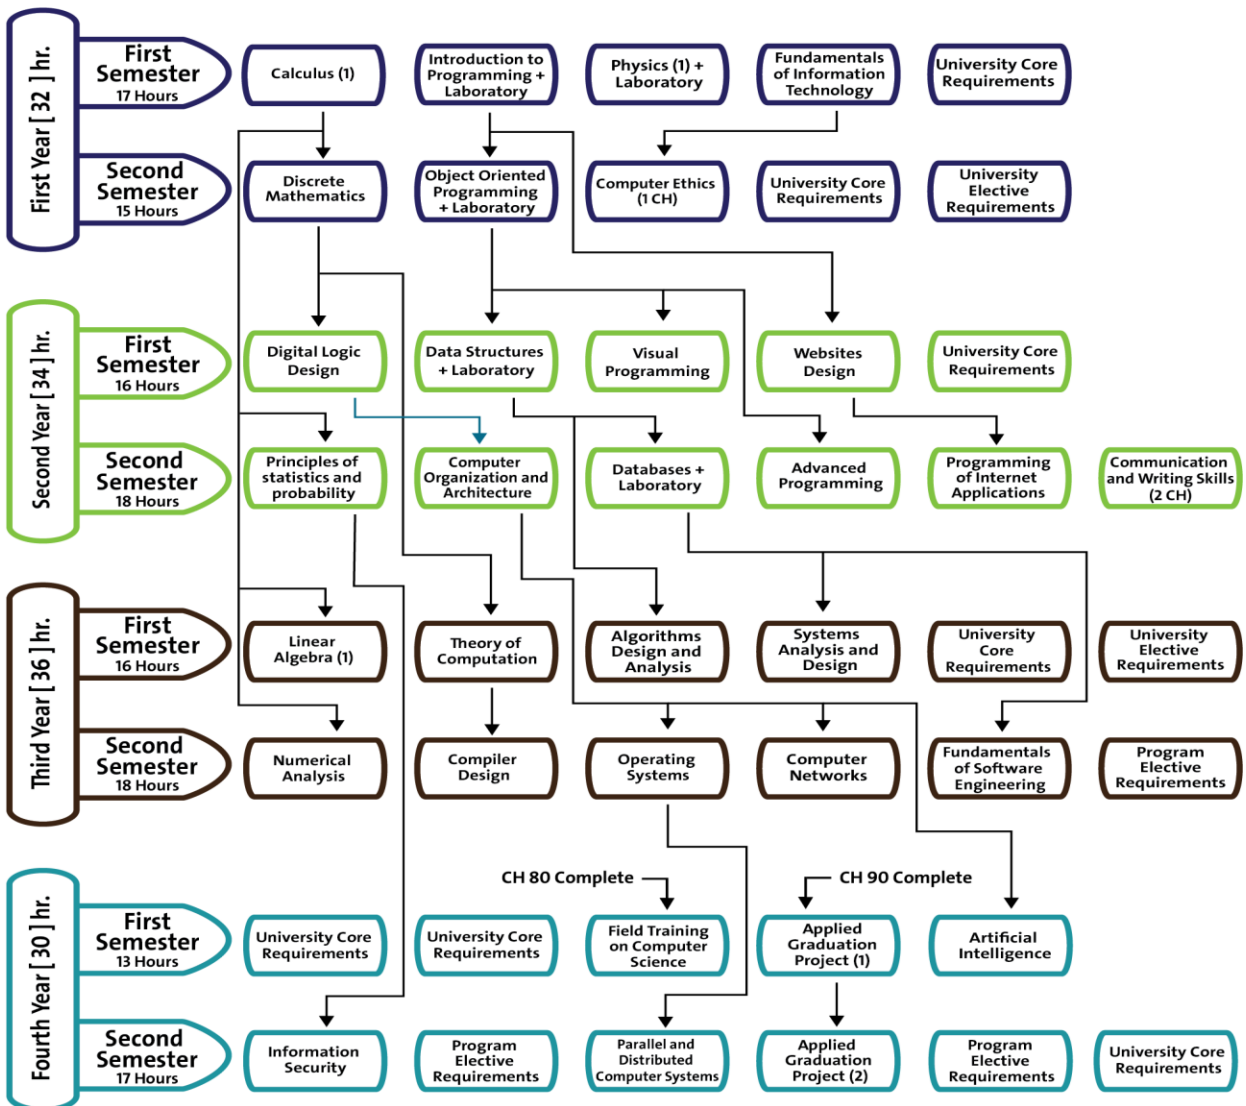 First Year [ 32 ] hr.
First
Semester
17 Hours
Calculus (1)
Introduction to
Programming +
Laboratory
Physics (1) +
Laboratory
Fundamentals
of Information
Technology
University Core
Requirements
Second
Semester
15 Hours
Discrete
Mathematics
Object Oriented
Programming
+ Laboratory
Computer Ethics
(1 CH)
University Core
Requirements
University
Elective
Requirements
Second Year [ 34 ] hr.
First
Semester
16 Hours
Digital Logic
Design
Data Structures
+ Laboratory
Visual
Programming
Websites
Design
University Core
Requirements
Second
Semester
18 Hours
Principles of
statistics and
probability
Computer
Organization and
Architecture
Databases +
Laboratory
Advanced
Programming
Programming
of Internet
Applications
Communication
and Writing Skills
(2 CH)
Third Year [ 36 ] hr.
First
Semester
16 Hours
Linear
Algebra (1)
Theory of
Computation
Algorithms
Design and
Analysis
Systems
Analysis and
Design
University
Core
Requirements
University
Elective
Requirements
Second
Semester
18 Hours
Numerical
Analysis
Compiler
Design
Operating
Systems
Computer
Networks
Fundamentals
of Software
Engineering
Program
Elective
Requirements
Fourth Year [ 30 ] hr.
CH 80 Complete
CH 90 Complete
First
Semester
13 Hours
University Core
Requirements
University Core
Requirements
Field Training
on Computer
Science
Applied
Graduation
Project (1)
Artificial
Intelligence
Second
Semester
17 Hours
Information
Security
Program
Elective
Requirements
Parallel and
Distributed
Computer Systems
Applied
Graduation
Project (2)
Program
Elective
Requirements
University Core
Requirements